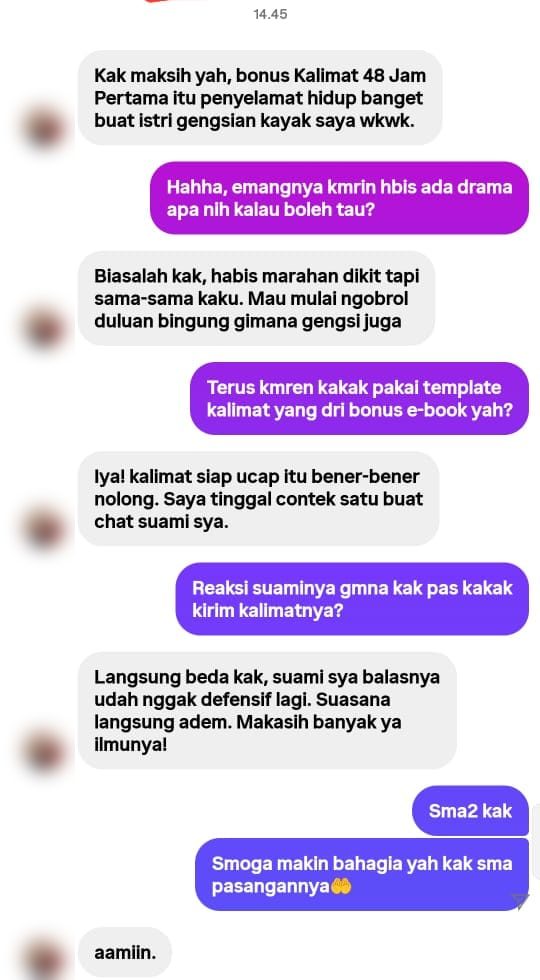 14.45
Kak maksih yah, bonus Kalimat 48 Jam
Pertama itu penyelamat hidup banget
buat istri gengsian kayak saya wkwk.
Hahha, emangnya kmrin hbis ada drama
apa nih kalau boleh tau?
Biasalah kak, habis marahan dikit tapi
sama-sama kaku. Mau mulai ngobrol
duluan bingung gimana gengsi juga
Terus kmren kakak pakai template
kalimat yang dri bonus e-book yah?
Iya! kalimat siap ucap itu bener-bener
nolong. Saya tinggal contek satu buat
chat suami sya.
Reaksi suaminya gmna kak pas kakak
kirim kalimatnya?
Langsung beda kak, suami sya balasnya
udah nggak defensif lagi. Suasana
langsung adem. Makasih banyak ya
ilmunya!
Sma2 kak
Smoga makin bahagia yah kak sma
pasangannya🤲
aamiin.